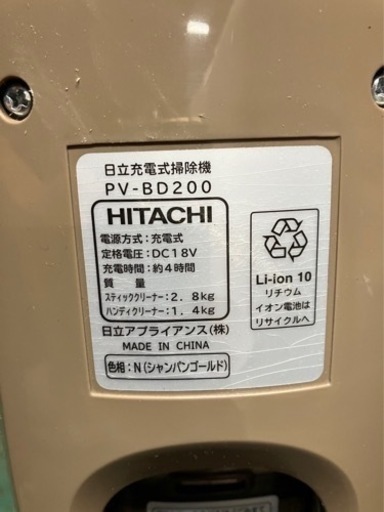 日立充電式掃除機
PV-BD200
HITACHI
電源方式:充電式
定格電圧:DC18V
充電時間:約4時間
質 量
スティッククリーナー:2.8kg
ハンディクリーナー:1.4kg
日立アプライアンス(株)
MADE IN CHINA
色相:N(シャンパンゴールド)
Li-ion 10
リチウム
イオン電池は
リサイクルへ